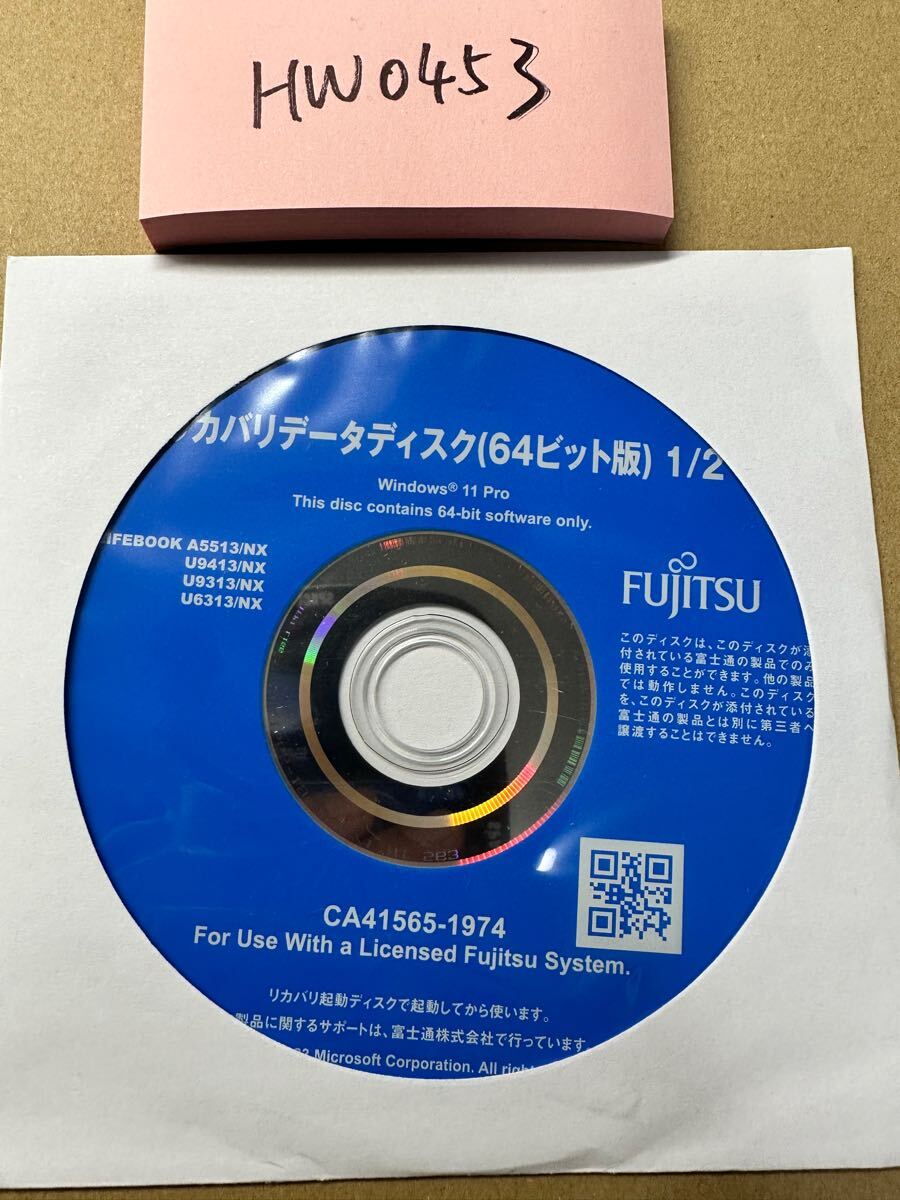 HW0453
カバリデータディスク(64ビット版) 1/2
Windows® 11 Pro
This disc contains 64-bit software only.
LIFEBOOK A5513/NX
U9413/NX
U9313/NX
U6313/NX
FUJITSU
このディスクは、このディスクが添
付されている富士通の製品でのみ
使用することができます。他の製品
では動作しません。このディスク
を、このディスクが添付されている
富士通の製品とは別に第三者へ
譲渡することはできません。
CA41565-1974
For Use With a Licensed Fujitsu System.
リカバリ起動ディスクで起動してから使います。
製品に関するサポートは、富士通株式会社で行っています
Microsoft Corporation. All